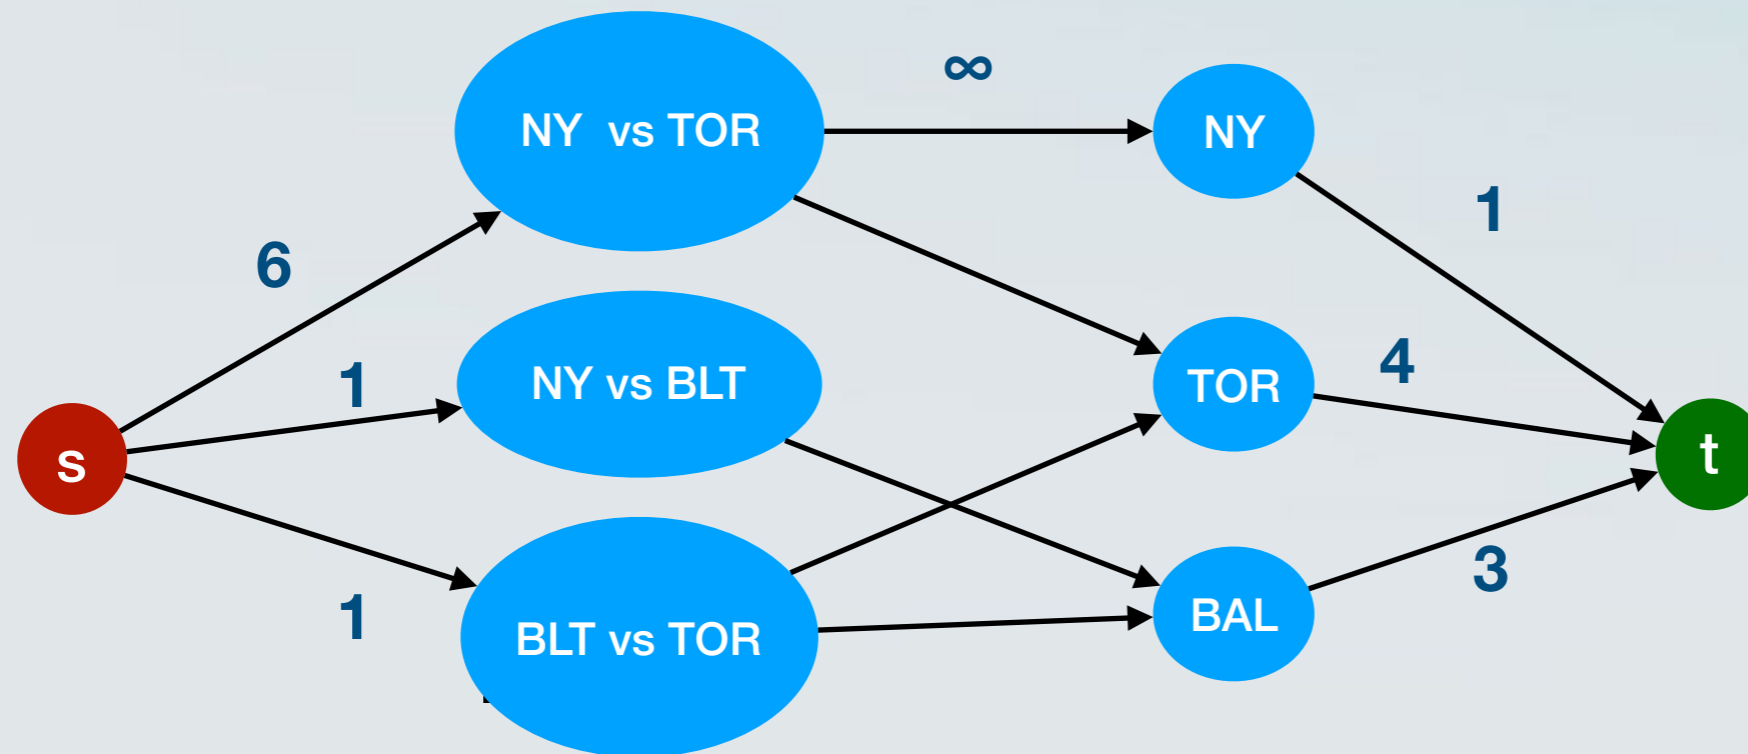 ∞
NY vs TOR
NY
1
6
4
NY vs BLT
1
TOR
s
t
3
1
BLT vs TOR
BAL